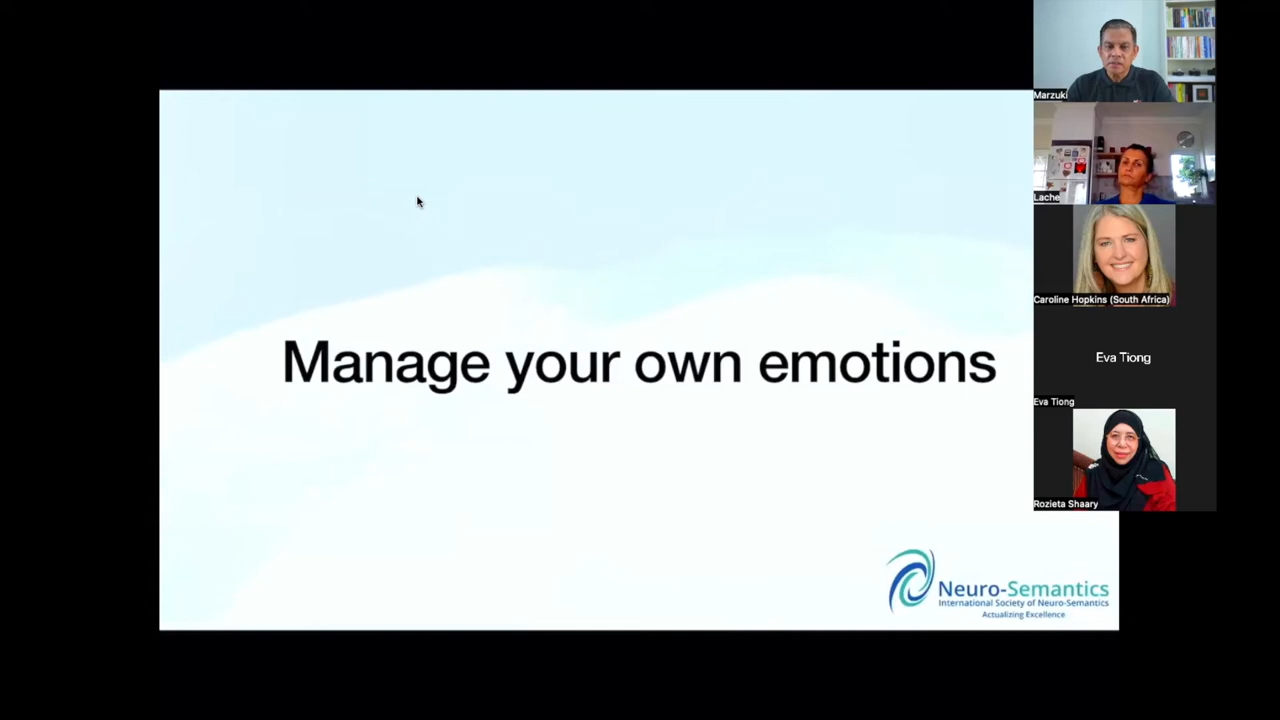 Manage your own emotions
Neuro-Semantics
International Society of Neuro-Semantics
Actualizing Excellence
Marzuki
Lache
Caroline Hopkins (South Africa)
Eva Tiong
Eva Tiong
Rozieta Shaary